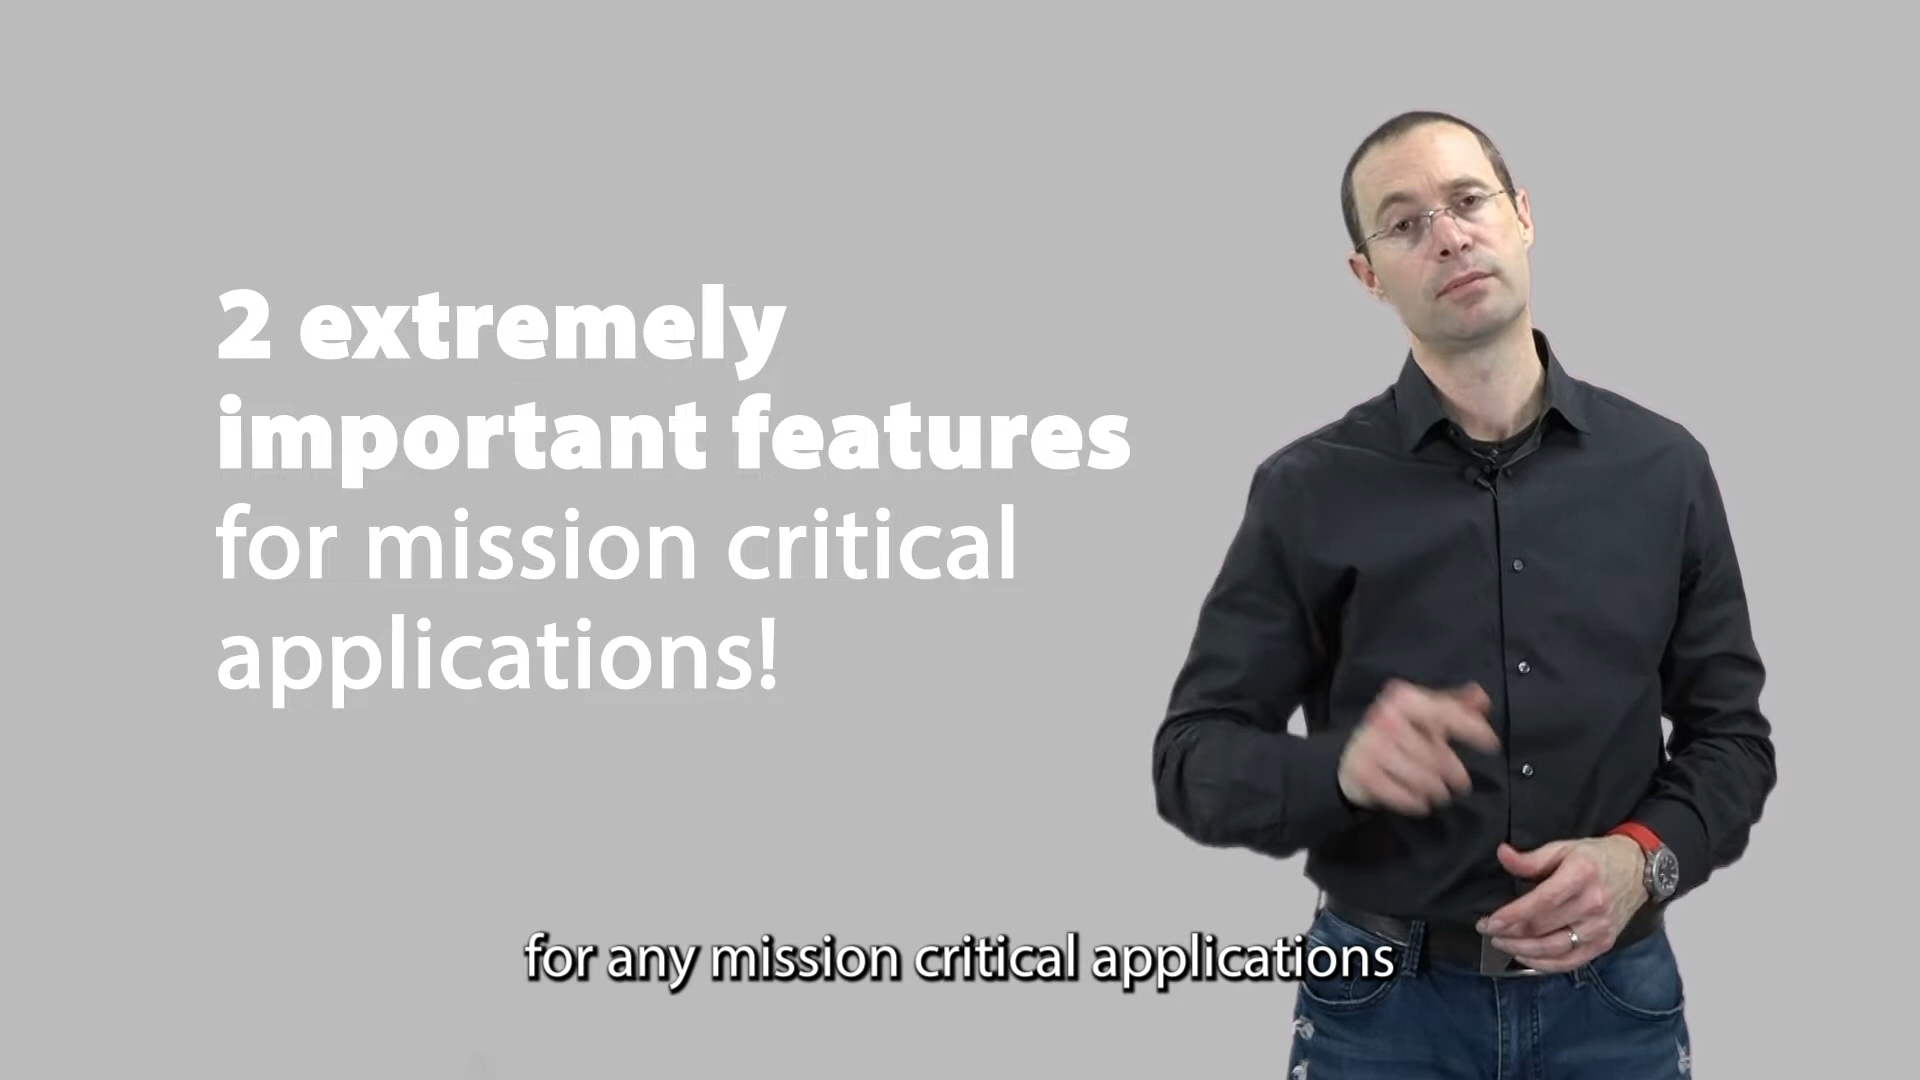 2 extremely
important features
for mission critical
applications!
for any mission critical applications